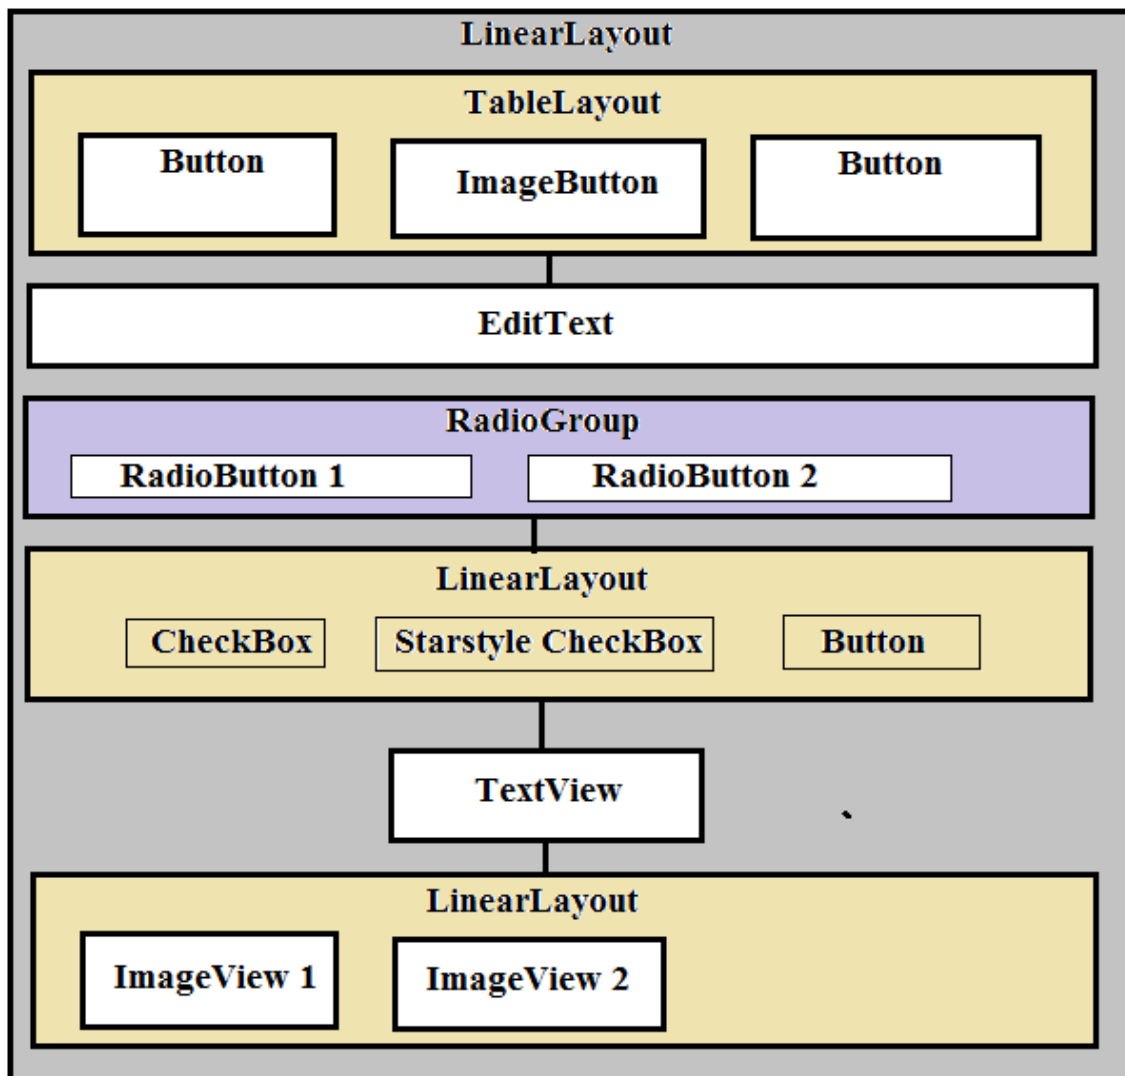 LinearLayout
TableLayout
Button
ImageButton
Button
EditText
RadioGroup
RadioButton 1
RadioButton 2
LinearLayout
CheckBox
Starstyle CheckBox
Button
TextView
LinearLayout
ImageView 1
ImageView 2